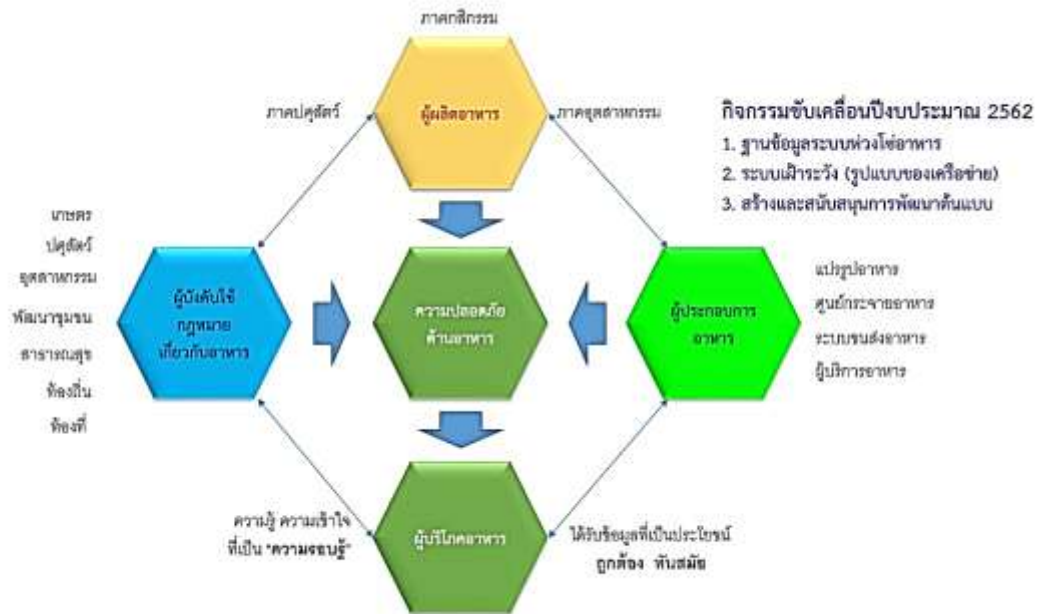 ภาคกสิกรรม
ภาคปศุสัตว์
ผู้ผลิตอาหาร
ภาคอุตสาหกรรม
กิจกรรมขับเคลื่อนปีงบประมาณ 2562
1. ฐานข้อมูลระบบห่วงโซ่อาหาร
2. ระบบเฝ้าระวัง (รูปแบบของเครือข่าย)
3. สร้างและสนับสนุนการพัฒนาต้นแบบ
เกษตร
ปศุสัตว์
อุตสาหกรรม
พัฒนาชุมชน
สาธารณสุข
ท้องถิ่น
ท้องที่
ผู้บังคับใช้
กฎหมาย
เกี่ยวกับอาหาร
ความปลอดภัย
ด้านอาหาร
ผู้ประกอบการ
อาหาร
แปรรูปอาหาร
ศูนย์กระจายอาหาร
ระบบขนส่งอาหาร
ผู้บริการอาหาร
ความรู้ ความเข้าใจ
ที่เป็น "ความรอบรู้"
ผู้บริโภคอาหาร
ได้รับข้อมูลที่เป็นประโยชน์
ถูกต้อง ทันสมัย